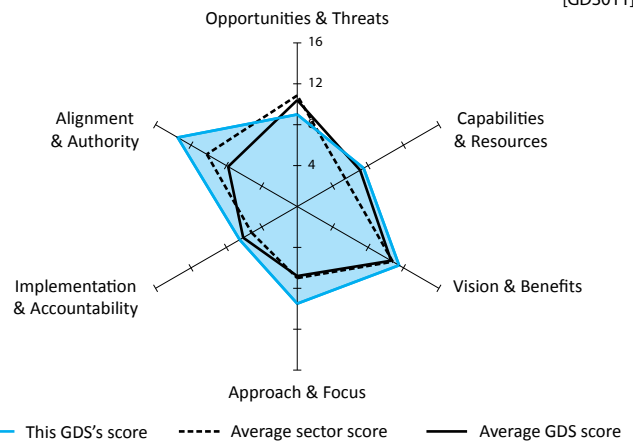 Opportunities & Threats
16
12
8
4
Alignment
& Authority
Capabilities
& Resources
Implementation
& Accountability
Vision & Benefits
Approach & Focus
This GDS's score
Average sector score
Average GDS score